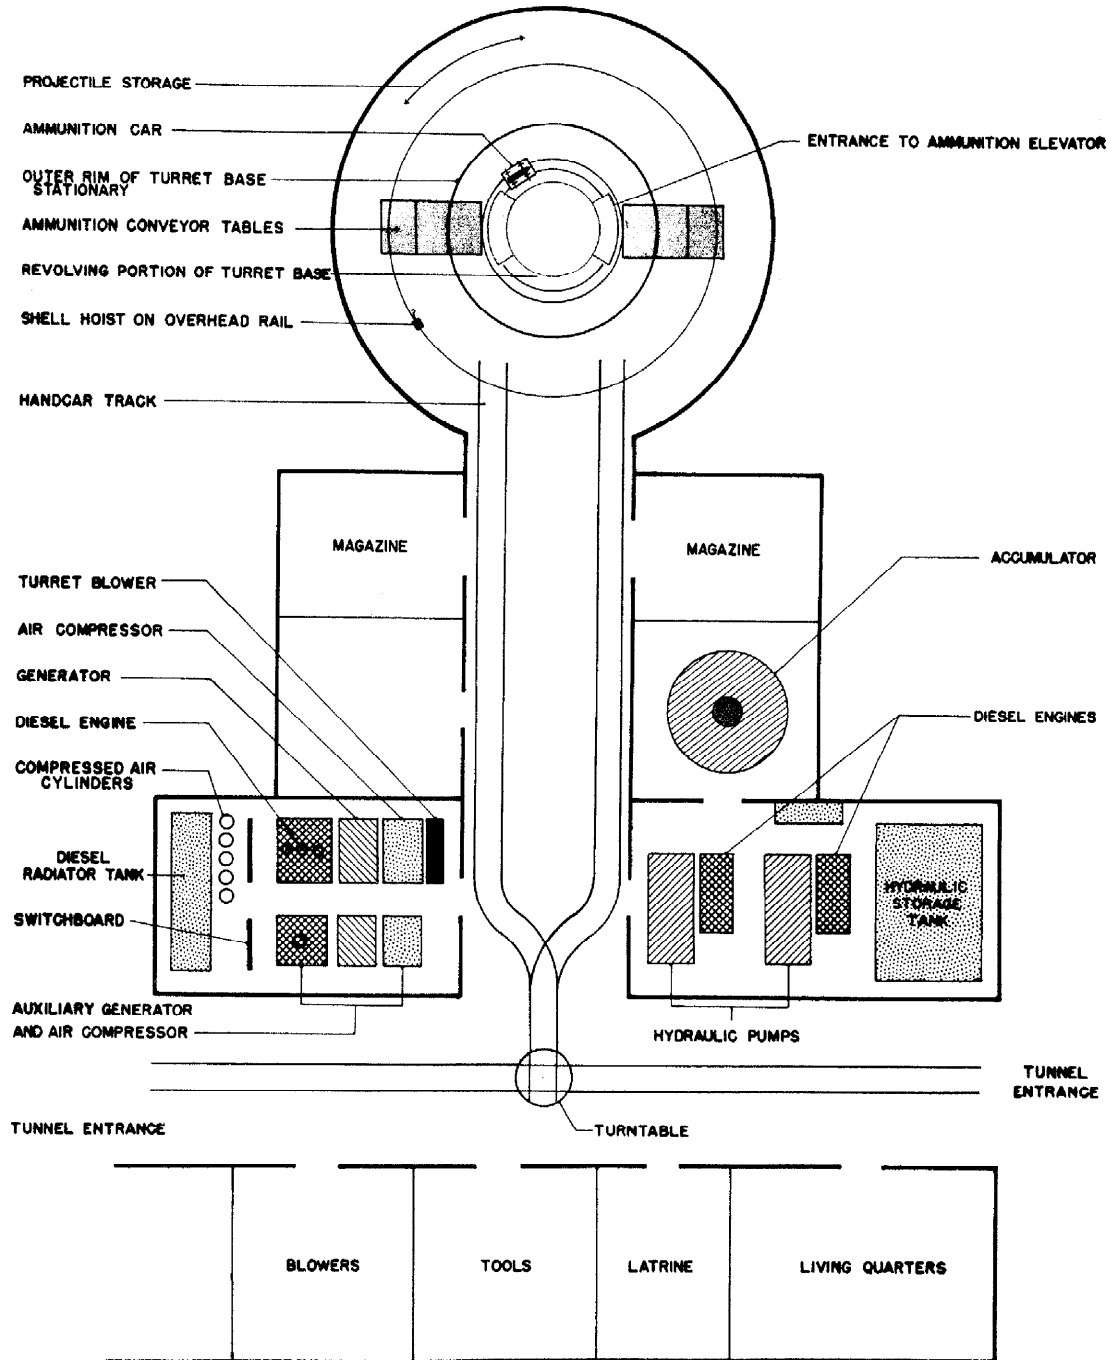 PROJECTILE STORAGE
AMMUNITION CAR
ENTRANCE TO AMMUNITION ELEVATOR
OUTER RIM OF TURRET BASE
STATIONARY
AMMUNITION CONVEYOR TABLES
REVOLVING PORTION OF TURRET BASE
SHELL HOIST ON OVERHEAD RAIL
HANDCAR TRACK
MAGAZINE
MAGAZINE
ACCUMULATOR
TURRET BLOWER
AIR COMPRESSOR
GENERATOR
DIESEL ENGINE
DIESEL ENGINES
COMPRESSED AIR
CYLINDERS
DIESEL
RADIATOR TANK
HYDRAULIC
STORAGE
TANK
SWITCHBOARD
AUXILIARY GENERATOR
AND AIR COMPRESSOR
HYDRAULIC PUMPS
TUNNEL
ENTRANCE
TUNNEL ENTRANCE
TURNTABLE
BLOWERS
TOOLS
LATRINE
LIVING QUARTERS